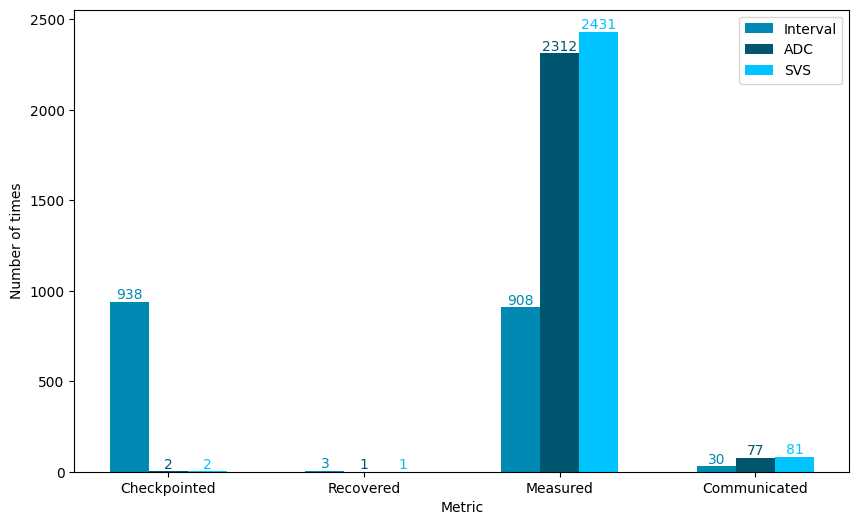 2500
2000
1500
1000
500
0
Number of times
938
2
2
3
1
1
908
2312
2431
30
77
81
Checkpointed
Recovered
Measured
Communicated
Metric
Interval
ADC
SVS